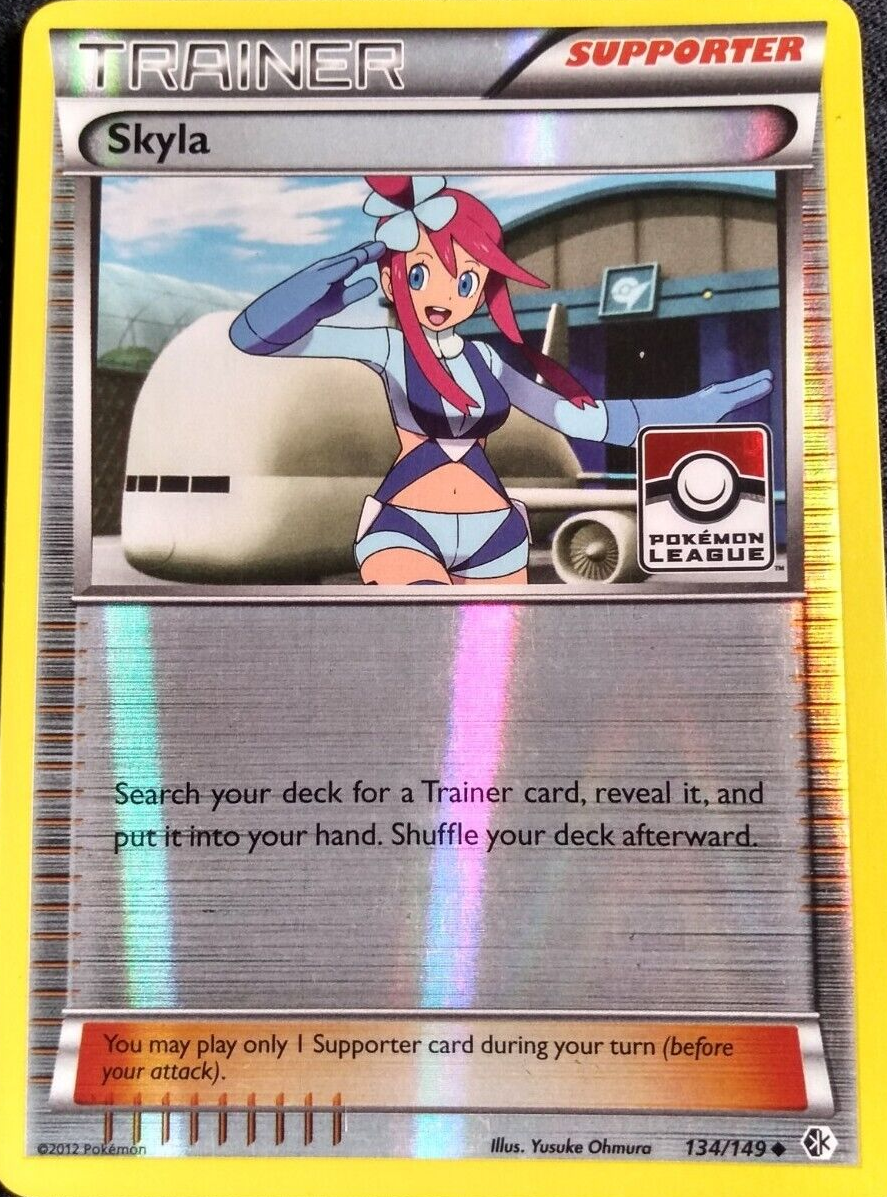 TRAINER
SUPPORTER
Skyla
POKÉMON
LEAGUE
TM
Search your deck for a Trainer card, reveal it, and
put it into your hand. Shuffle your deck afterward.
You may play only 1 Supporter card during your turn (before
your attack).
©2012 Pokémon
Illus. Yusuke Ohmura
134/149